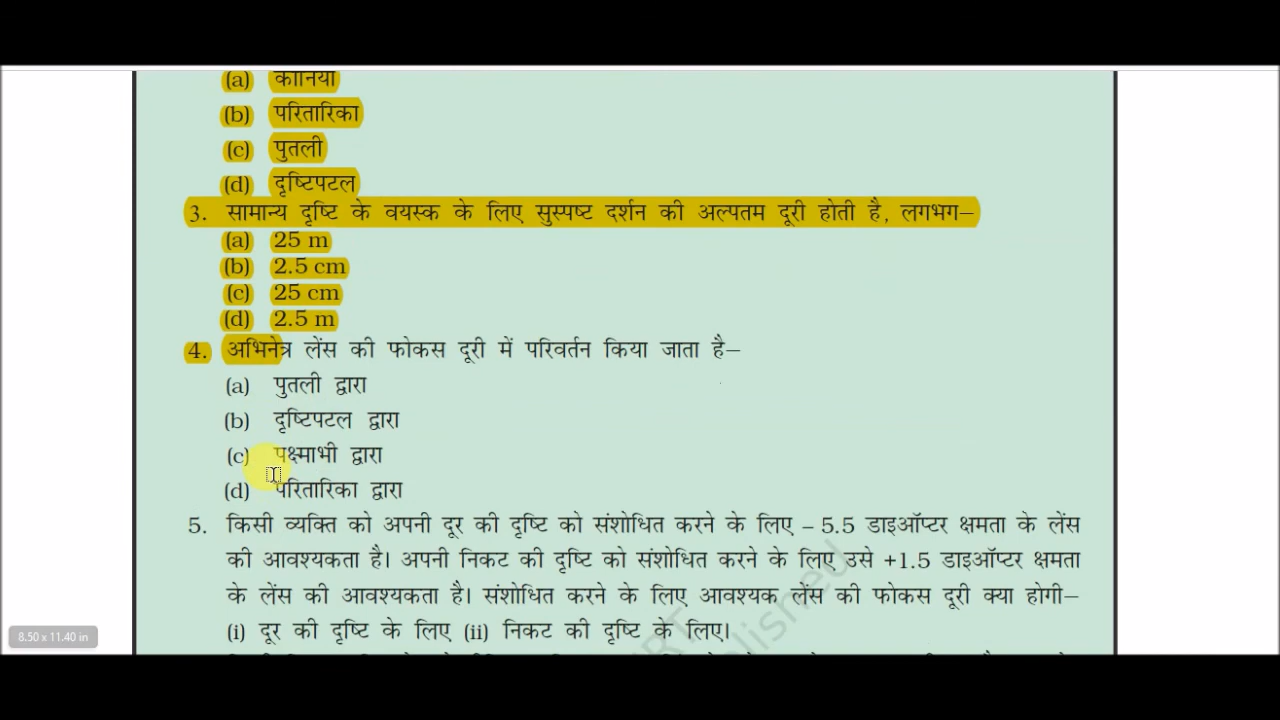 (a) कॉर्निया
(b) परितारिका
(c) पुतली
(d) दृष्टिपटल
3. सामान्य दृष्टि के वयस्क के लिए सुस्पष्ट दर्शन की अल्पतम दूरी होती है, लगभग–
(a) 25 m
(b) 2.5 cm
(c) 25 cm
(d) 2.5 m
4. अभिनेत्र लेंस की फोकस दूरी में परिवर्तन किया जाता है–
(a) पुतली द्वारा
(b) दृष्टिपटल द्वारा
(c) पक्ष्माभी द्वारा
(d) परितारिका द्वारा
5. किसी व्यक्ति को अपनी दूर की दृष्टि को संशोधित करने के लिए – 5.5 डाइऑप्टर क्षमता के लेंस
की आवश्यकता है। अपनी निकट की दृष्टि को संशोधित करने के लिए उसे +1.5 डाइऑप्टर क्षमता
के लेंस की आवश्यकता है। संशोधित करने के लिए आवश्यक लेंस की फोकस दूरी क्या होगी–
(i) दूर की दृष्टि के लिए (ii) निकट की दृष्टि के लिए।
8.50 x 11.40 in